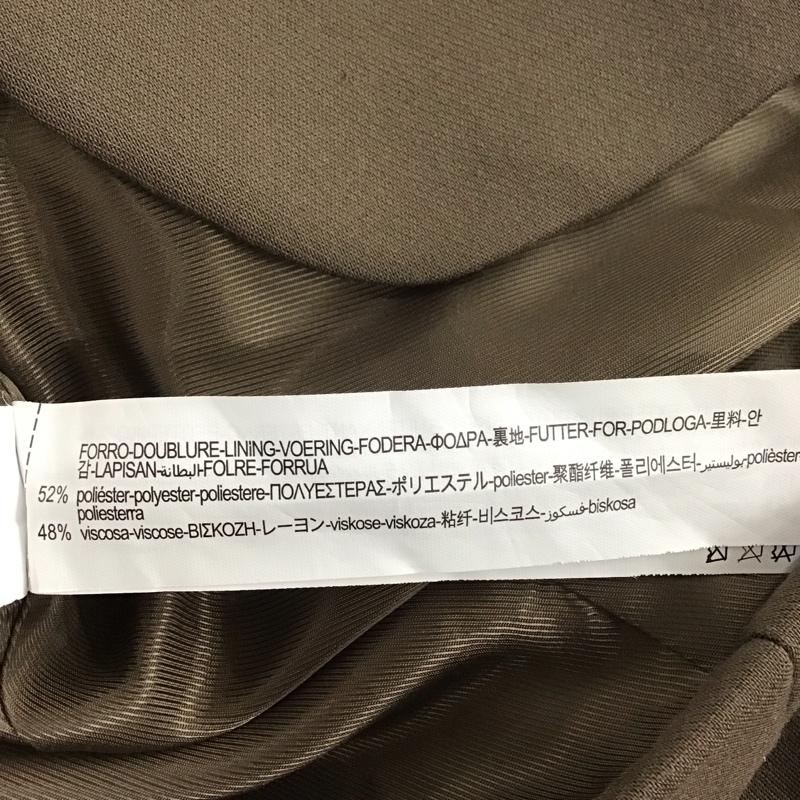 FORRO-DOUBLURE-LINING-VOERING-FODERA-ΦΟΔΡΑ-裏地-FUTTER-FOR-PODLOGA-里料-안
감-LAPISAN-البطانة-FOLRE-FORRUA
52% poliéster-polyester-poliestere-ΠΟΛΥΕΣΤΕΡΑΣ-ポリエステル-poliester-聚酯纤维-폴리에스터-بوليستير-polièster
poliesterra
48% viscosa-viscose-ΒΙΣΚΟΖΗ-レーヨン-viskose-viskoza-粘纤-비스코스-فسكوز-biskosa